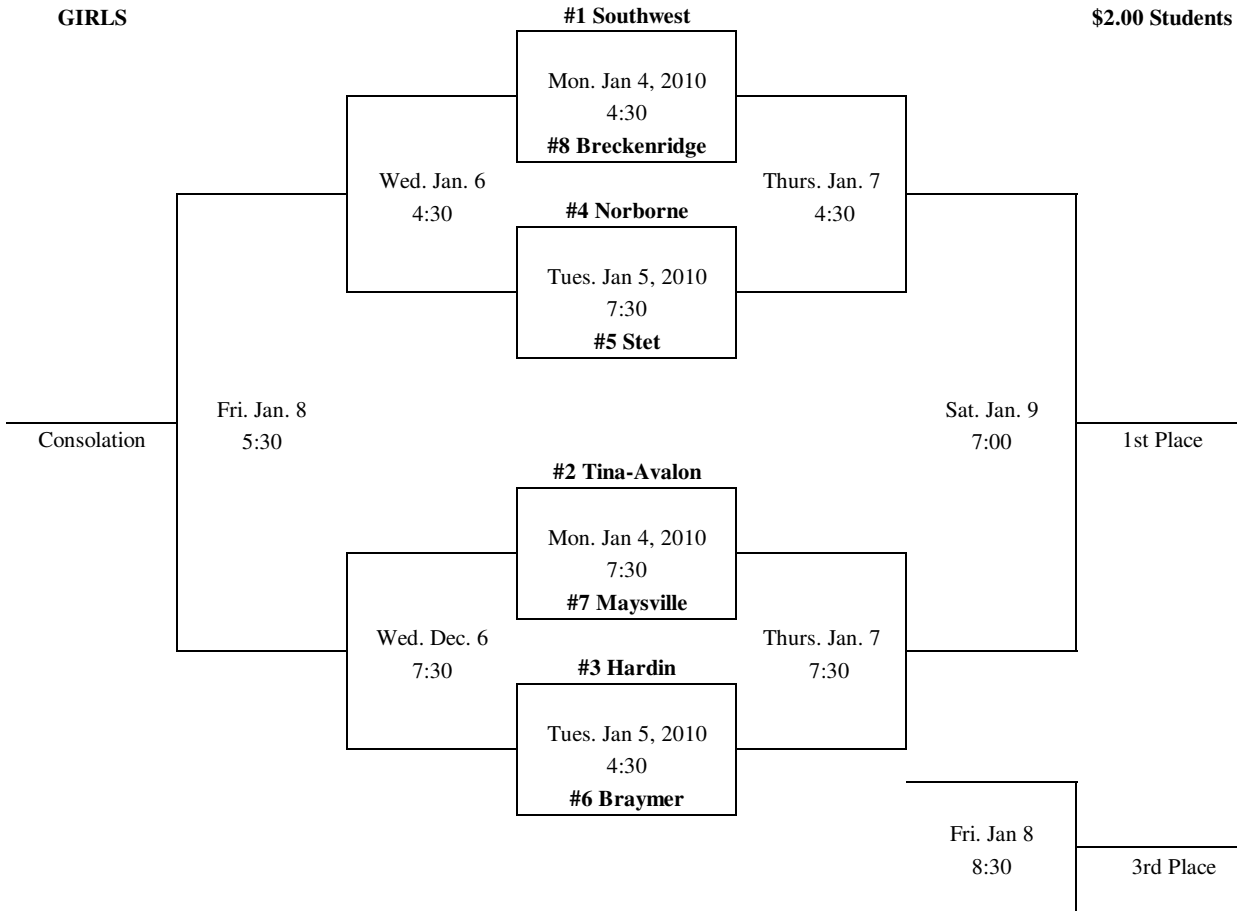 GIRLS
#1 Southwest
$2.00 Students
Mon. Jan 4, 2010
4:30
#8 Breckenridge
Wed. Jan. 6
4:30
Thurs. Jan. 7
4:30
#4 Norborne
Tues. Jan 5, 2010
7:30
#5 Stet
Fri. Jan. 8
5:30
Sat. Jan. 9
7:00
Consolation
1st Place
#2 Tina-Avalon
Mon. Jan 4, 2010
7:30
#7 Maysville
Wed. Dec. 6
7:30
Thurs. Jan. 7
7:30
#3 Hardin
Tues. Jan 5, 2010
4:30
#6 Braymer
Fri. Jan 8
8:30
3rd Place